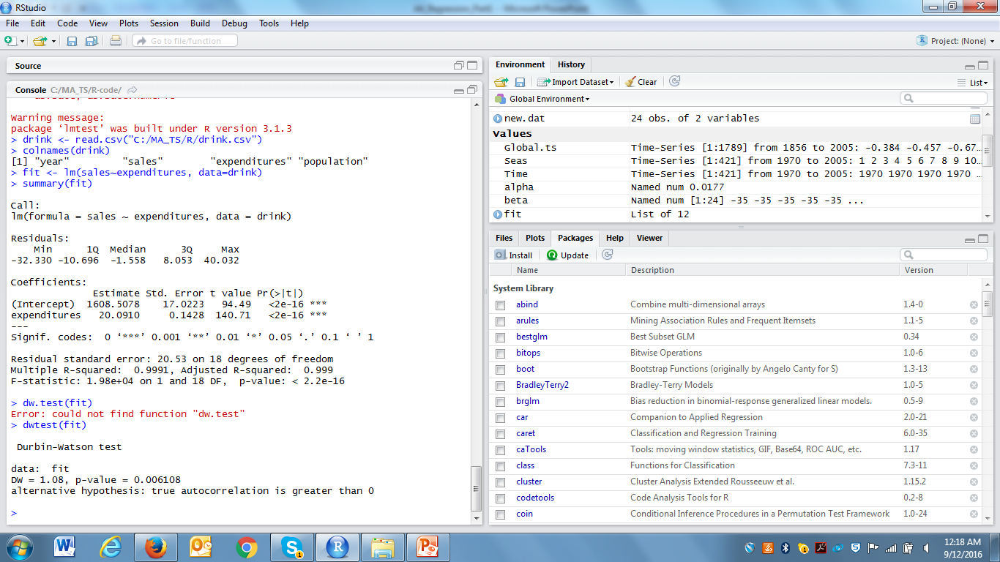 RStudio
File Edit Code View Plots Session Build Debug Tools Help
Go to file/function
Project: (None)
Source
Console C:/MA_TS/R-code/
Warning message:
package ‘lmtest’ was built under R version 3.1.3
> drink <- read.csv("C:/MA_TS/R/drink.csv")
> colnames(drink)
[1] "year" "sales" "expenditures" "population"
> fit <- lm(sales~expenditures, data=drink)
> summary(fit)
Call:
lm(formula = sales ~ expenditures, data = drink)
Residuals:
Min 1Q Median 3Q Max
-32.330 -10.696 -1.558 8.053 40.032
Coefficients:
Estimate Std. Error t value Pr(>|t|)
(Intercept) 1608.5078 17.0223 94.49 <2e-16 ***
expenditures 20.0910 0.1428 140.71 <2e-16 ***
---
Signif. codes: 0 ‘***’ 0.001 ‘**’ 0.01 ‘*’ 0.05 ‘.’ 0.1 ‘ ’ 1
Residual standard error: 20.53 on 18 degrees of freedom
Multiple R-squared: 0.9991, Adjusted R-squared: 0.999
F-statistic: 1.98e+04 on 1 and 18 DF, p-value: < 2.2e-16
> dw.test(fit)
Error: could not find function "dw.test"
> dwtest(fit)
Durbin-Watson test
data: fit
DW = 1.08, p-value = 0.006108
alternative hypothesis: true autocorrelation is greater than 0
>
Environment History
Import Dataset Clear List
Global Environment
new.dat 24 obs. of 2 variables
Values
Global.ts Time-Series [1:1789] from 1856 to 2005: -0.384 -0.457 -0.67…
Seas Time-Series [1:421] from 1970 to 2005: 1 2 3 4 5 6 7 8 9 10…
Time Time-Series [1:421] from 1970 to 2005: 1970 1970 1970 1970 …
alpha Named num 0.0177
beta Named num [1:24] -35 -35 -35 -35 -35 ...
fit List of 12
Files Plots Packages Help Viewer
Install Update
Name Description Version
System Library
abind Combine multi-dimensional arrays 1.4-0
arules Mining Association Rules and Frequent Itemsets 1.1-5
bestglm Best Subset GLM 0.34
bitops Bitwise Operations 1.0-6
boot Bootstrap Functions (originally by Angelo Canty for S) 1.3-13
BradleyTerry2 Bradley-Terry Models 1.0-5
brglm Bias reduction in binomial-response generalized linear models. 0.5-9
car Companion to Applied Regression 2.0-21
caret Classification and Regression Training 6.0-35
caTools Tools: moving window statistics, GIF, Base64, ROC AUC, etc. 1.17
class Functions for Classification 7.3-11
cluster Cluster Analysis Extended Rousseeuw et al. 1.15.2
codetools Code Analysis Tools for R 0.2-8
coin Conditional Inference Procedures in a Permutation Test Framework 1.0-24
12:18 AM
9/12/2016